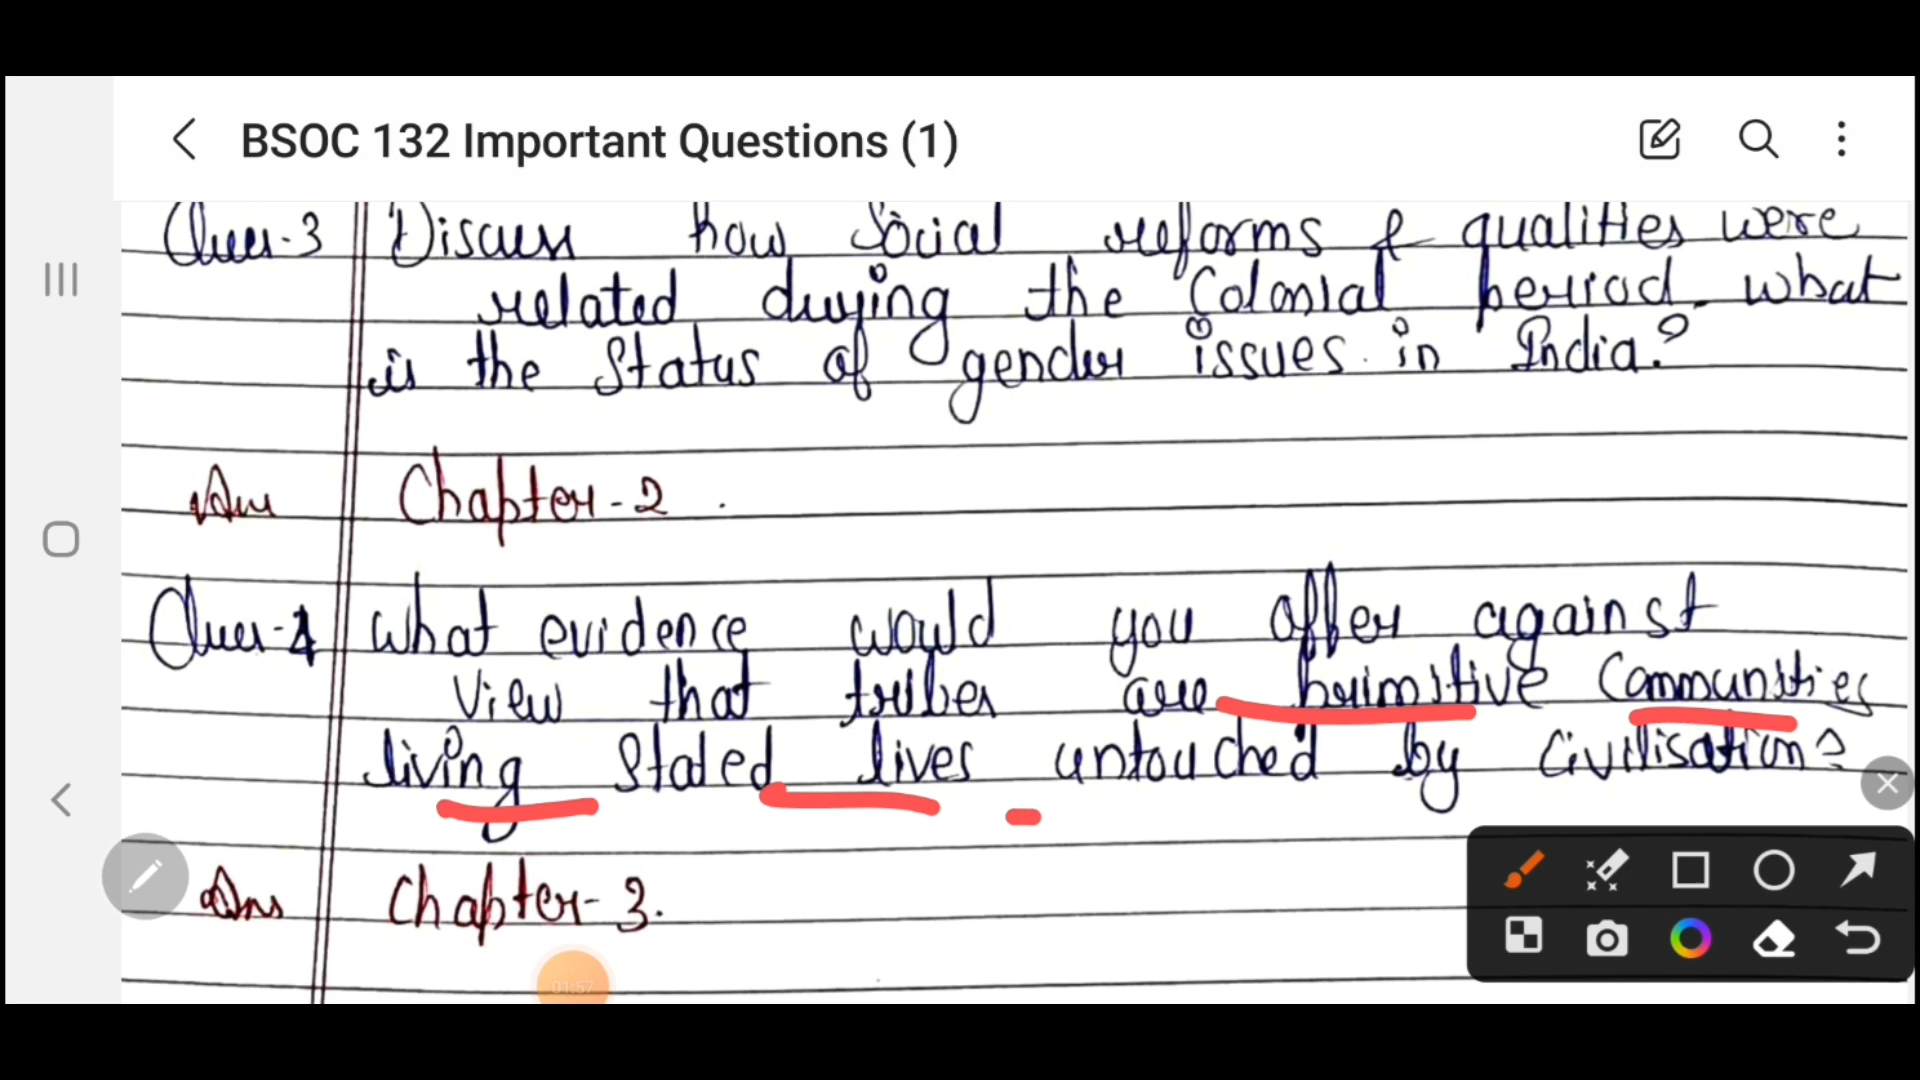 BSOC 132 Important Questions (1)
Ques-3 Discuss how Social reforms & qualities were
related during the Colonial period. what
is the Status of gender issues in India?
Ans Chapter-2.
Ques-4 What evidence would you offer against
view that tribes are primitive Communities
living Stated lives untouched by Civilisation?
Ans Chapter-3.
01:57